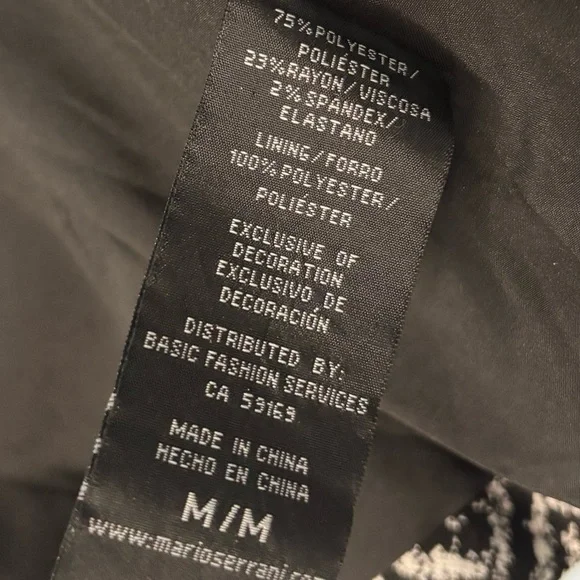 75%POLYESTER/
POLIÉSTER
23%RAYON/VISCOSA
2%SPANDEX/
ELASTANO
LINING/FORRO
100%POLYESTER/
POLIÉSTER
EXCLUSIVE OF
DECORATION
EXCLUSIVO DE
DECORACIÓN
DISTRIBUTED BY:
BASIC FASHION SERVICES
CA 59169
MADE IN CHINA
HECHO EN CHINA
M/M